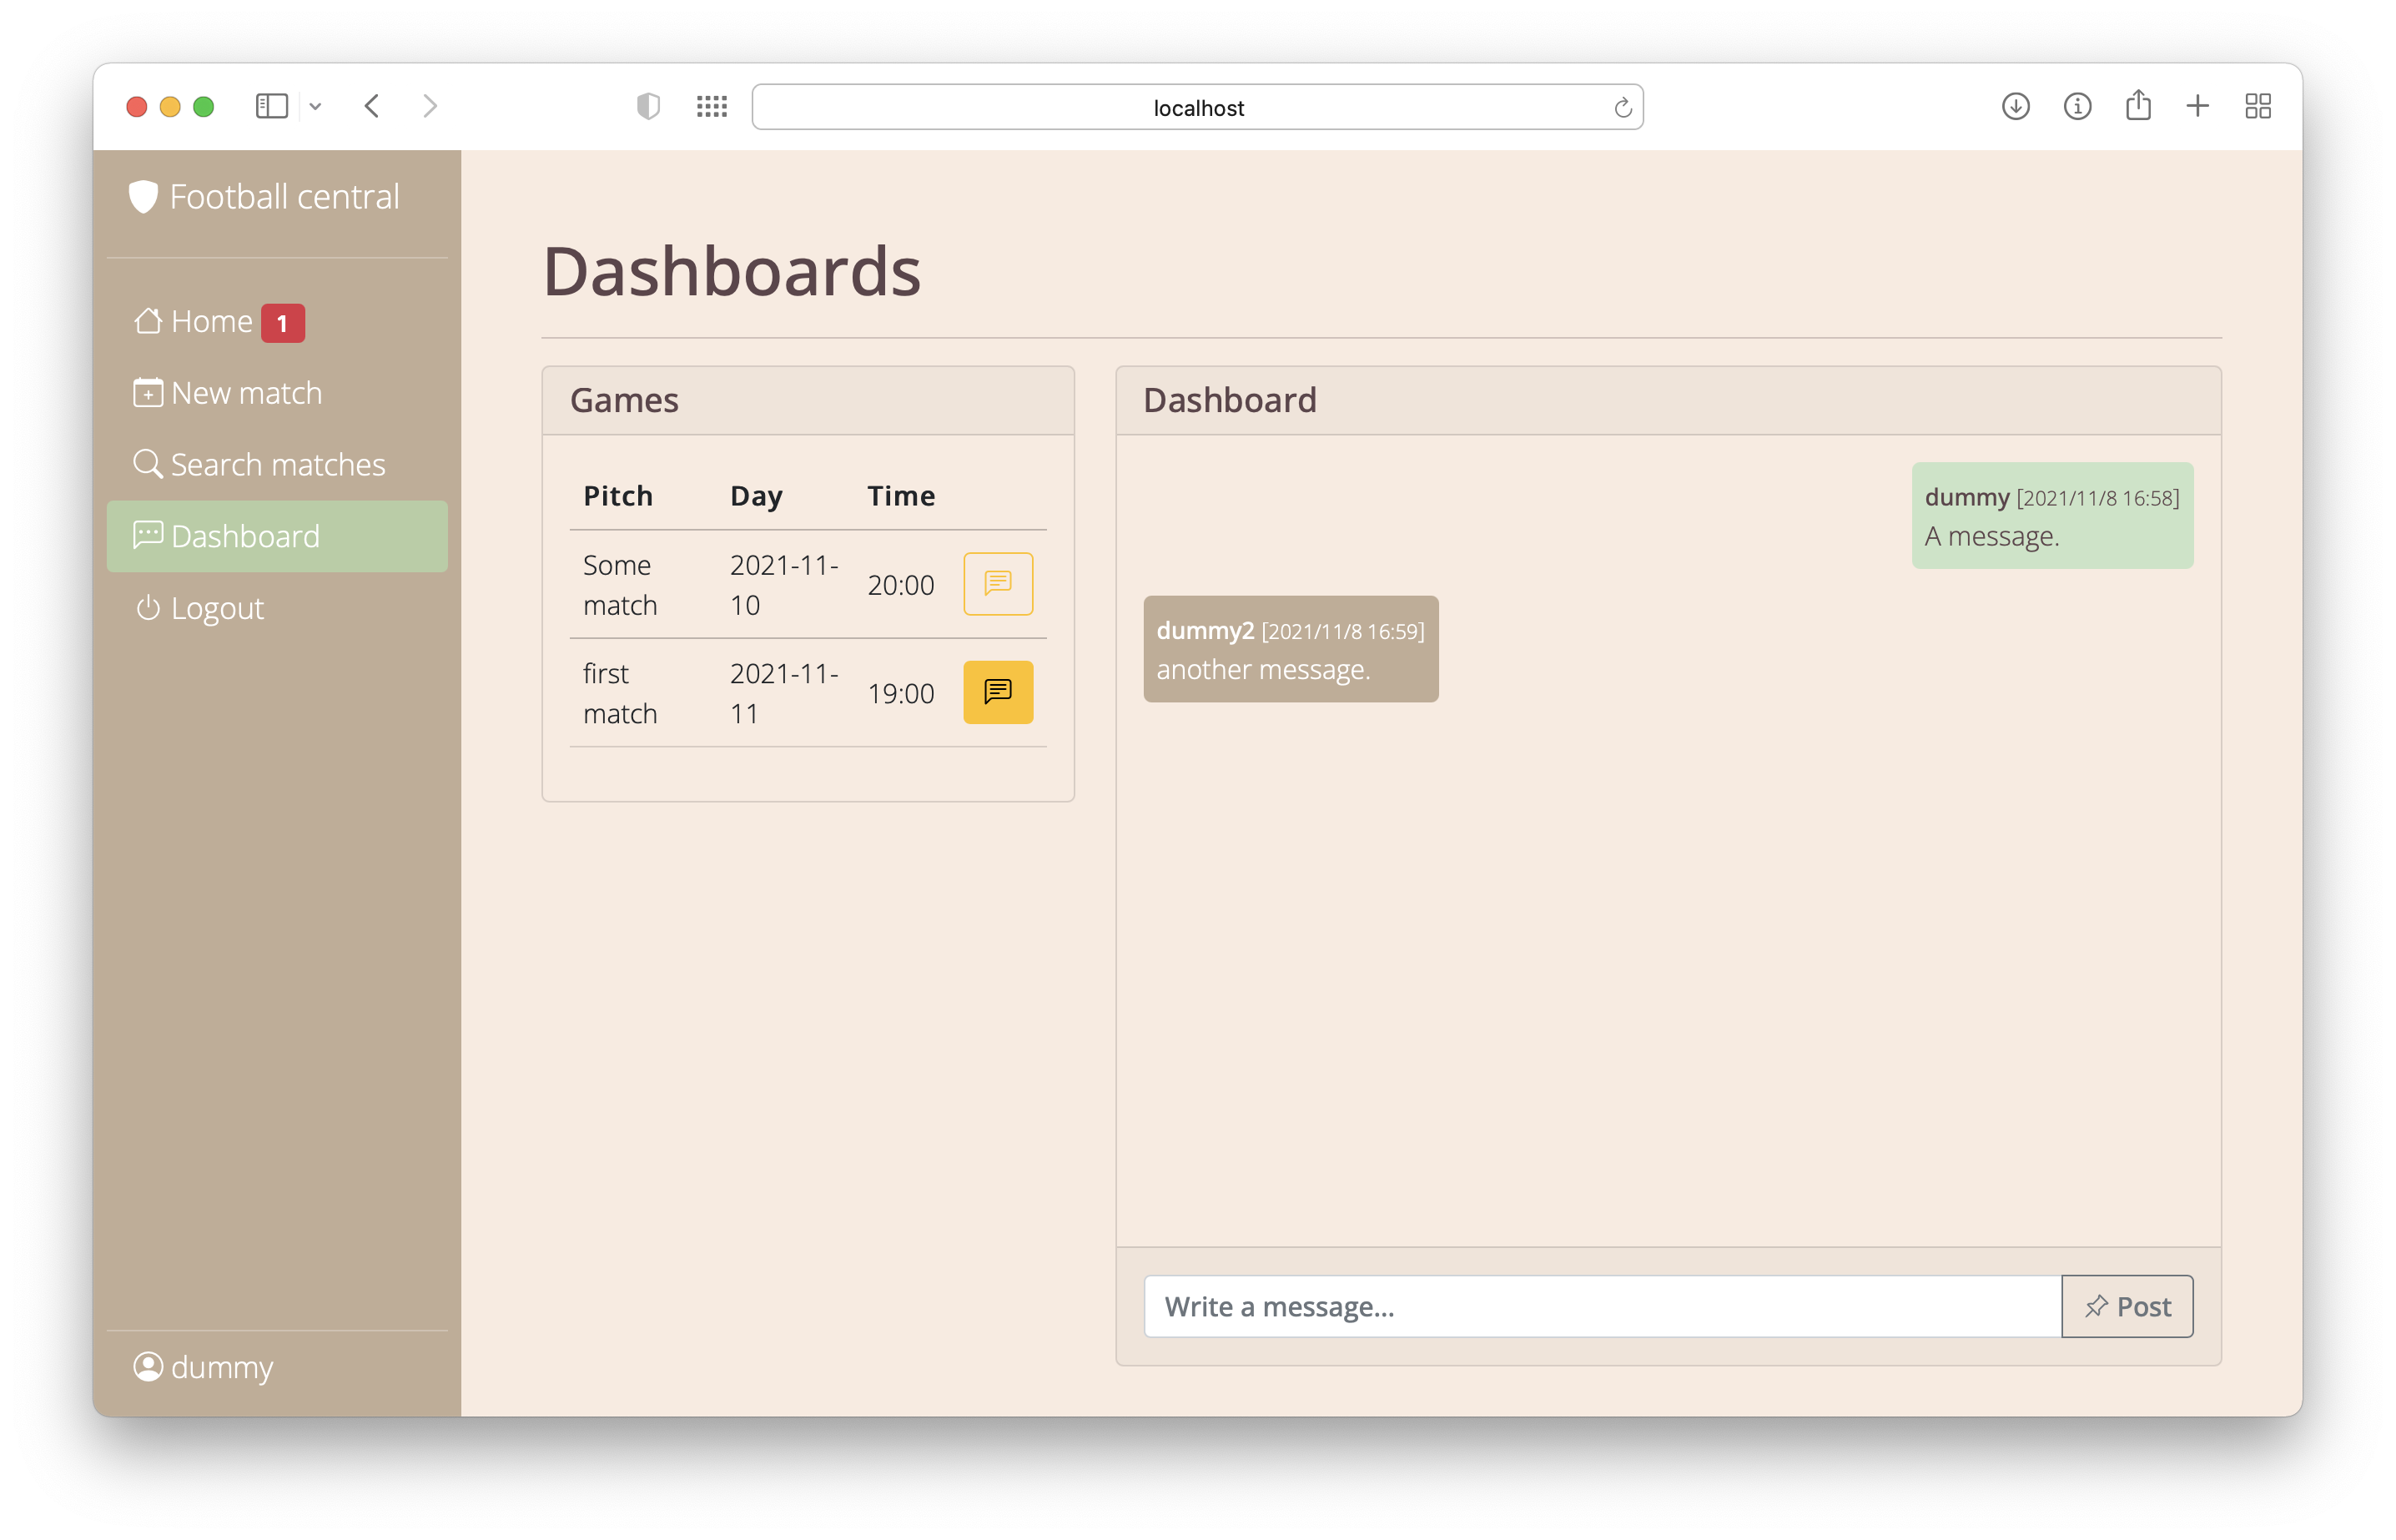 localhost
Football central
Home 1
New match
Search matches
Dashboard
Logout
dummy
Dashboards
Games
Pitch Day Time
Some match 2021-11-10 20:00
first match 2021-11-11 19:00
Dashboard
dummy [2021/11/8 16:58]
A message.
dummy2 [2021/11/8 16:59]
another message.
Write a message...
Post